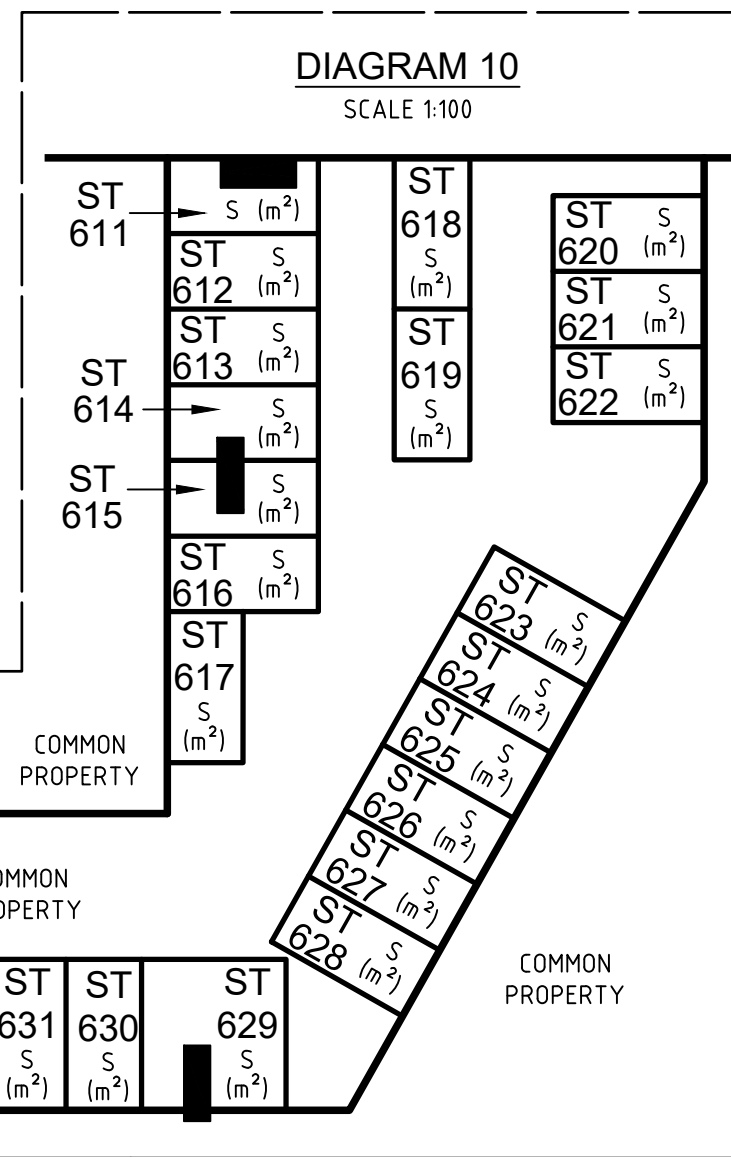 DIAGRAM 10
SCALE 1:100
ST
611
S (m²)
ST
612
S
(m²)
ST
613
S
(m²)
ST
614
S
(m²)
ST
615
S
(m²)
ST
616
S
(m²)
ST
617
S
(m²)
COMMON
PROPERTY
ST
618
S
(m²)
ST
619
S
(m²)
ST
620
S
(m²)
ST
621
S
(m²)
ST
622
S
(m²)
ST
623
S
(m²)
ST
624
S
(m²)
ST
625
S
(m²)
ST
626
S
(m²)
ST
627
S
(m²)
ST
628
S
(m²)
OMMON
OPERTY
ST
631
S
(m²)
ST
630
S
(m²)
ST
629
S
(m²)
COMMON
PROPERTY